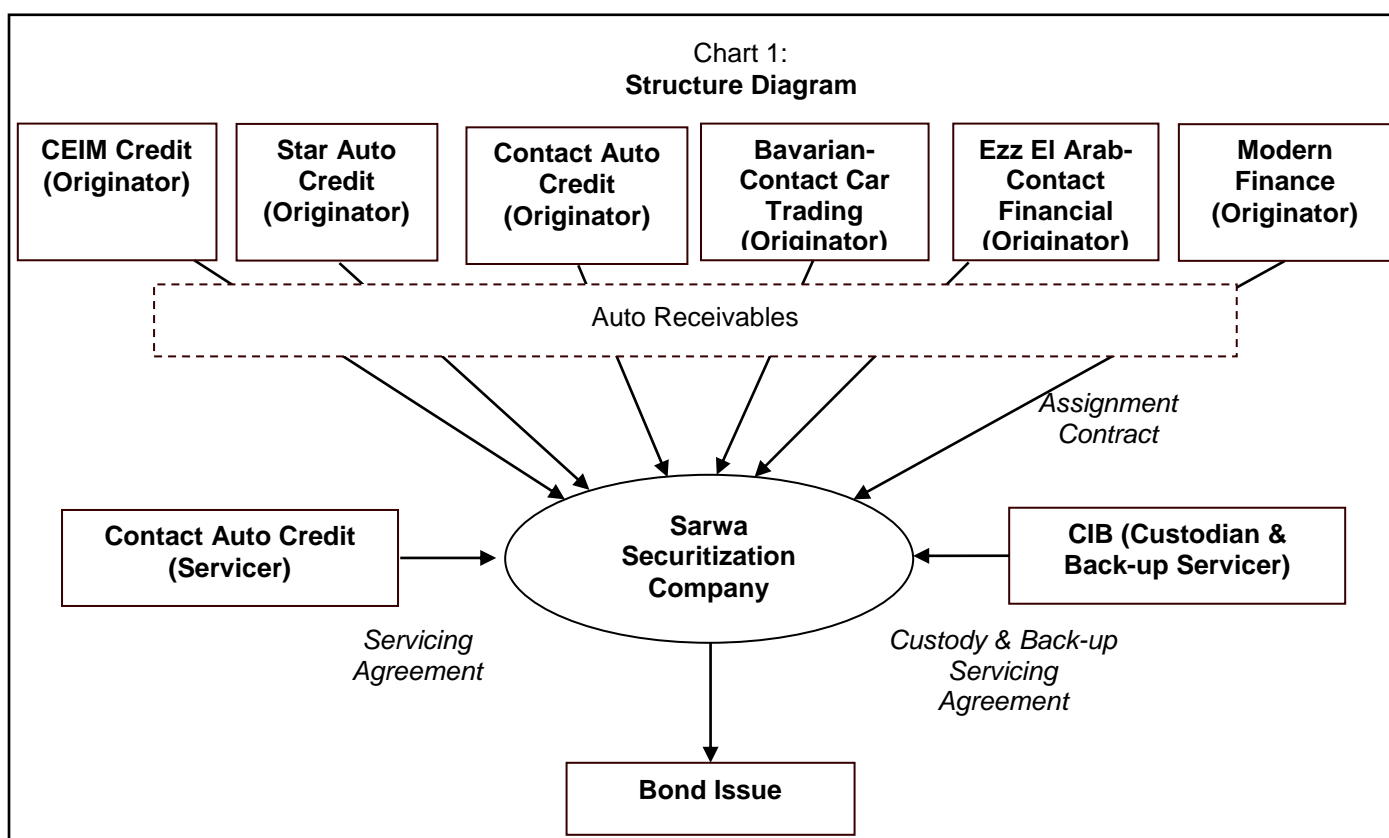 Chart 1:
Structure Diagram
CEIM Credit
(Originator)
Star Auto
Credit
(Originator)
Contact Auto
Credit
(Originator)
Bavarian-
Contact Car
Trading
(Originator)
Ezz El Arab-
Contact
Financial
(Originator)
Modern
Finance
(Originator)
Auto Receivables
Assignment
Contract
Contact Auto Credit
(Servicer)
Sarwa
Securitization
Company
CIB (Custodian &
Back-up Servicer)
Servicing
Agreement
Custody & Back-up
Servicing
Agreement
Bond Issue